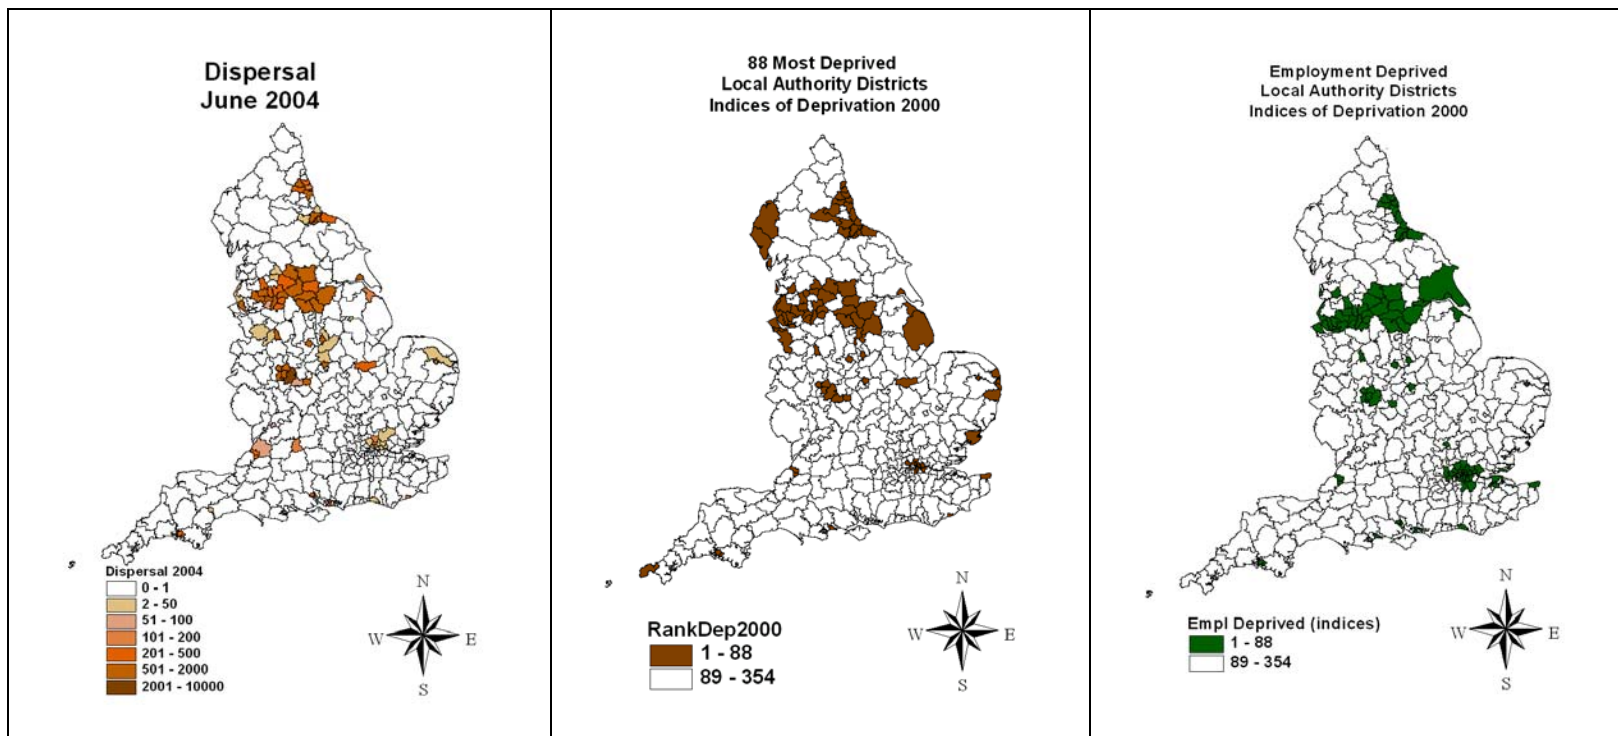 Dispersal
June 2004
Dispersal 2004
0 - 1
2 - 50
51 - 100
101 - 200
201 - 500
501 - 2000
2001 - 10000
N
W E
S
88 Most Deprived
Local Authority Districts
Indices of Deprivation 2000
RankDep2000
1 - 88
89 - 354
N
W E
S
Employment Deprived
Local Authority Districts
Indices of Deprivation 2000
Empl Deprived (indices)
1 - 88
89 - 354
N
W E
S